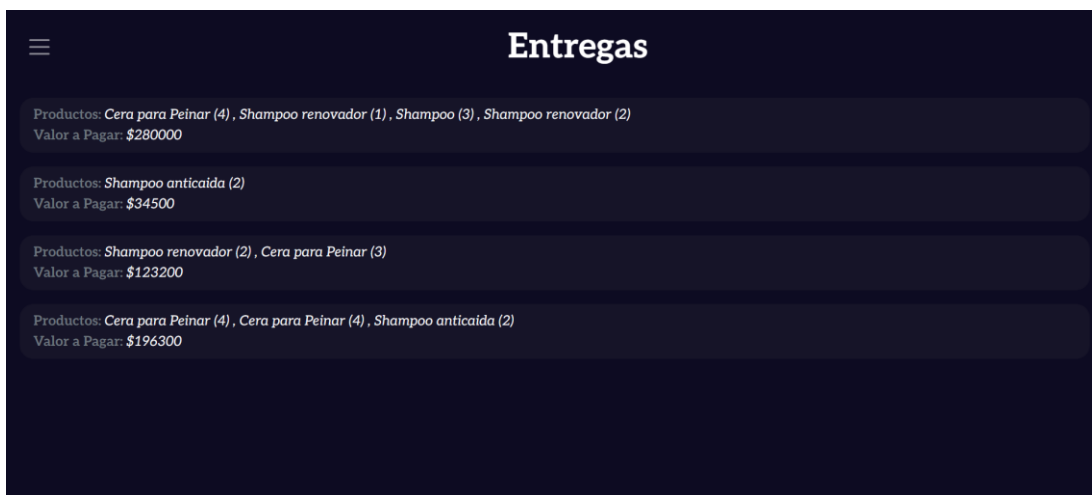 Entregas
Productos: Cera para Peinar (4) , Shampoo renovador (1) , Shampoo (3) , Shampoo renovador (2)
Valor a Pagar: $280000
Productos: Shampoo anticaida (2)
Valor a Pagar: $34500
Productos: Shampoo renovador (2) , Cera para Peinar (3)
Valor a Pagar: $123200
Productos: Cera para Peinar (4) , Cera para Peinar (4) , Shampoo anticaida (2)
Valor a Pagar: $196300